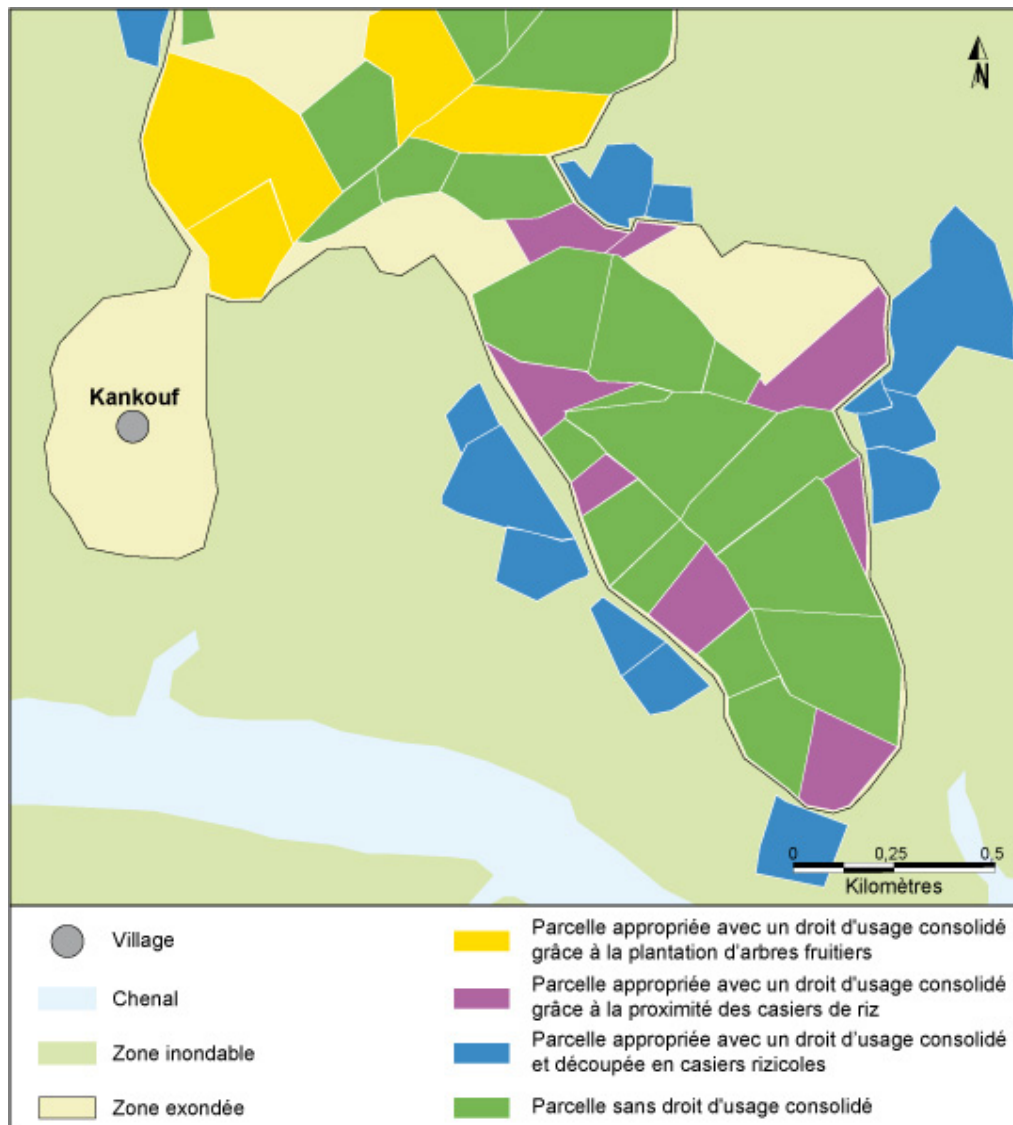 N
Kankouf
0 0,25 0,5
Kilomètres
Village
Chenal
Zone inondable
Zone exondée
Parcelle appropriée avec un droit d'usage consolidé
grâce à la plantation d'arbres fruitiers
Parcelle appropriée avec un droit d'usage consolidé
grâce à la proximité des casiers de riz
Parcelle appropriée avec un droit d'usage consolidé
et découpée en casiers rizicoles
Parcelle sans droit d'usage consolidé